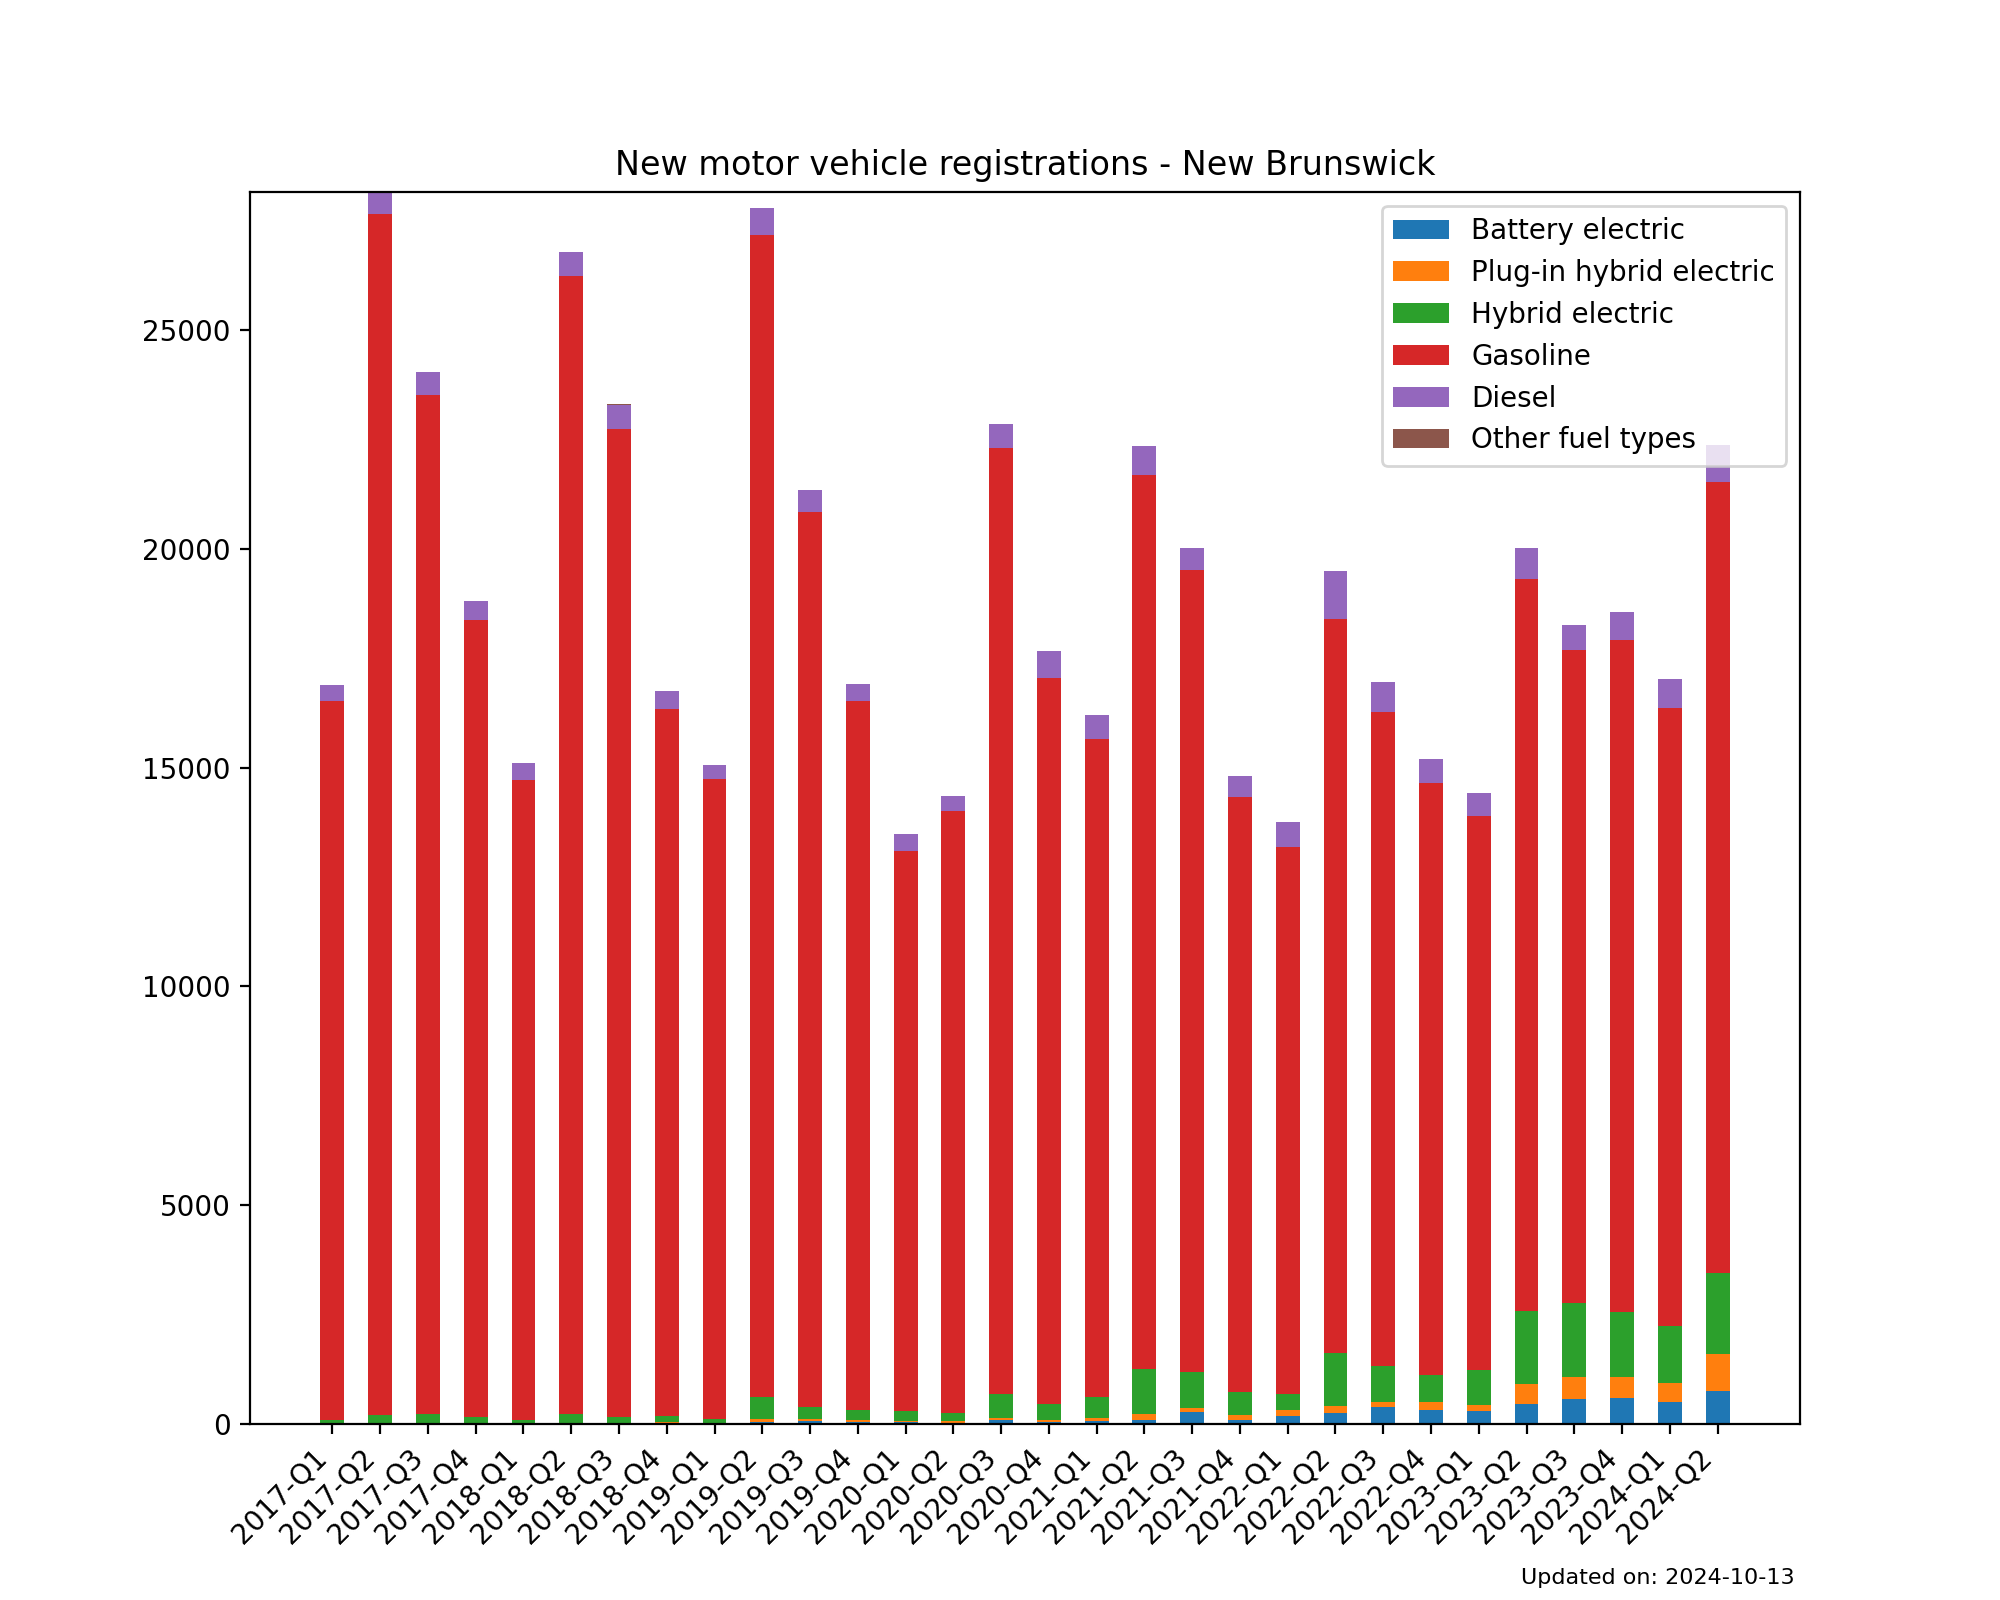 New motor vehicle registrations - New Brunswick
Battery electric
Plug-in hybrid electric
Hybrid electric
Gasoline
Diesel
Other fuel types
25000
20000
15000
10000
5000
0
2017-Q1
2017-Q2
2017-Q3
2017-Q4
2018-Q1
2018-Q2
2018-Q3
2018-Q4
2019-Q1
2019-Q2
2019-Q3
2019-Q4
2020-Q1
2020-Q2
2020-Q3
2020-Q4
2021-Q1
2021-Q2
2021-Q3
2021-Q4
2022-Q1
2022-Q2
2022-Q3
2022-Q4
2023-Q1
2023-Q2
2023-Q3
2023-Q4
2024-Q1
2024-Q2
Updated on: 2024-10-13